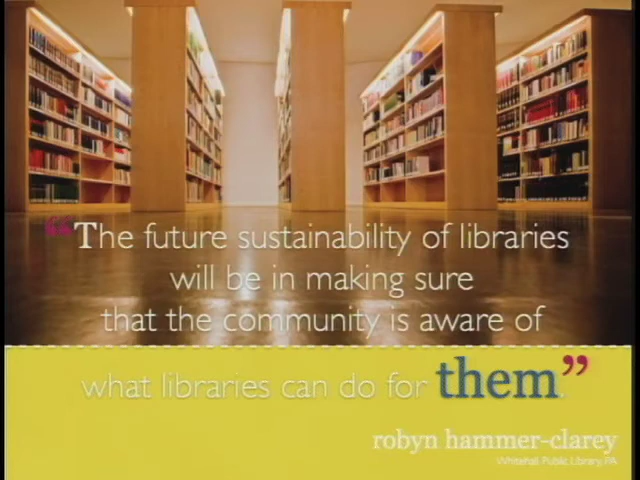 “The future sustainability of libraries
will be in making sure
that the community is aware of
what libraries can do for them.”
robyn hammer-clarey
Whitehall Public Library, PA